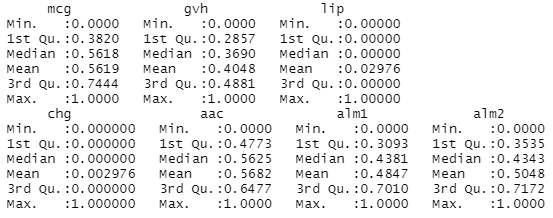 mcg gvh lip
Min. :0.0000 Min. :0.0000 Min. :0.00000
1st Qu.:0.3820 1st Qu.:0.2857 1st Qu.:0.00000
Median :0.5618 Median :0.3690 Median :0.00000
Mean :0.5619 Mean :0.4048 Mean :0.02976
3rd Qu.:0.7444 3rd Qu.:0.4881 3rd Qu.:0.00000
Max. :1.0000 Max. :1.0000 Max. :1.00000
chg aac alm1 alm2
Min. :0.000000 Min. :0.0000 Min. :0.0000 Min. :0.0000
1st Qu.:0.000000 1st Qu.:0.4773 1st Qu.:0.3093 1st Qu.:0.3535
Median :0.000000 Median :0.5625 Median :0.4381 Median :0.4343
Mean :0.002976 Mean :0.5682 Mean :0.4847 Mean :0.5048
3rd Qu.:0.000000 3rd Qu.:0.6477 3rd Qu.:0.7010 3rd Qu.:0.7172
Max. :1.000000 Max. :1.0000 Max. :1.0000 Max. :1.0000